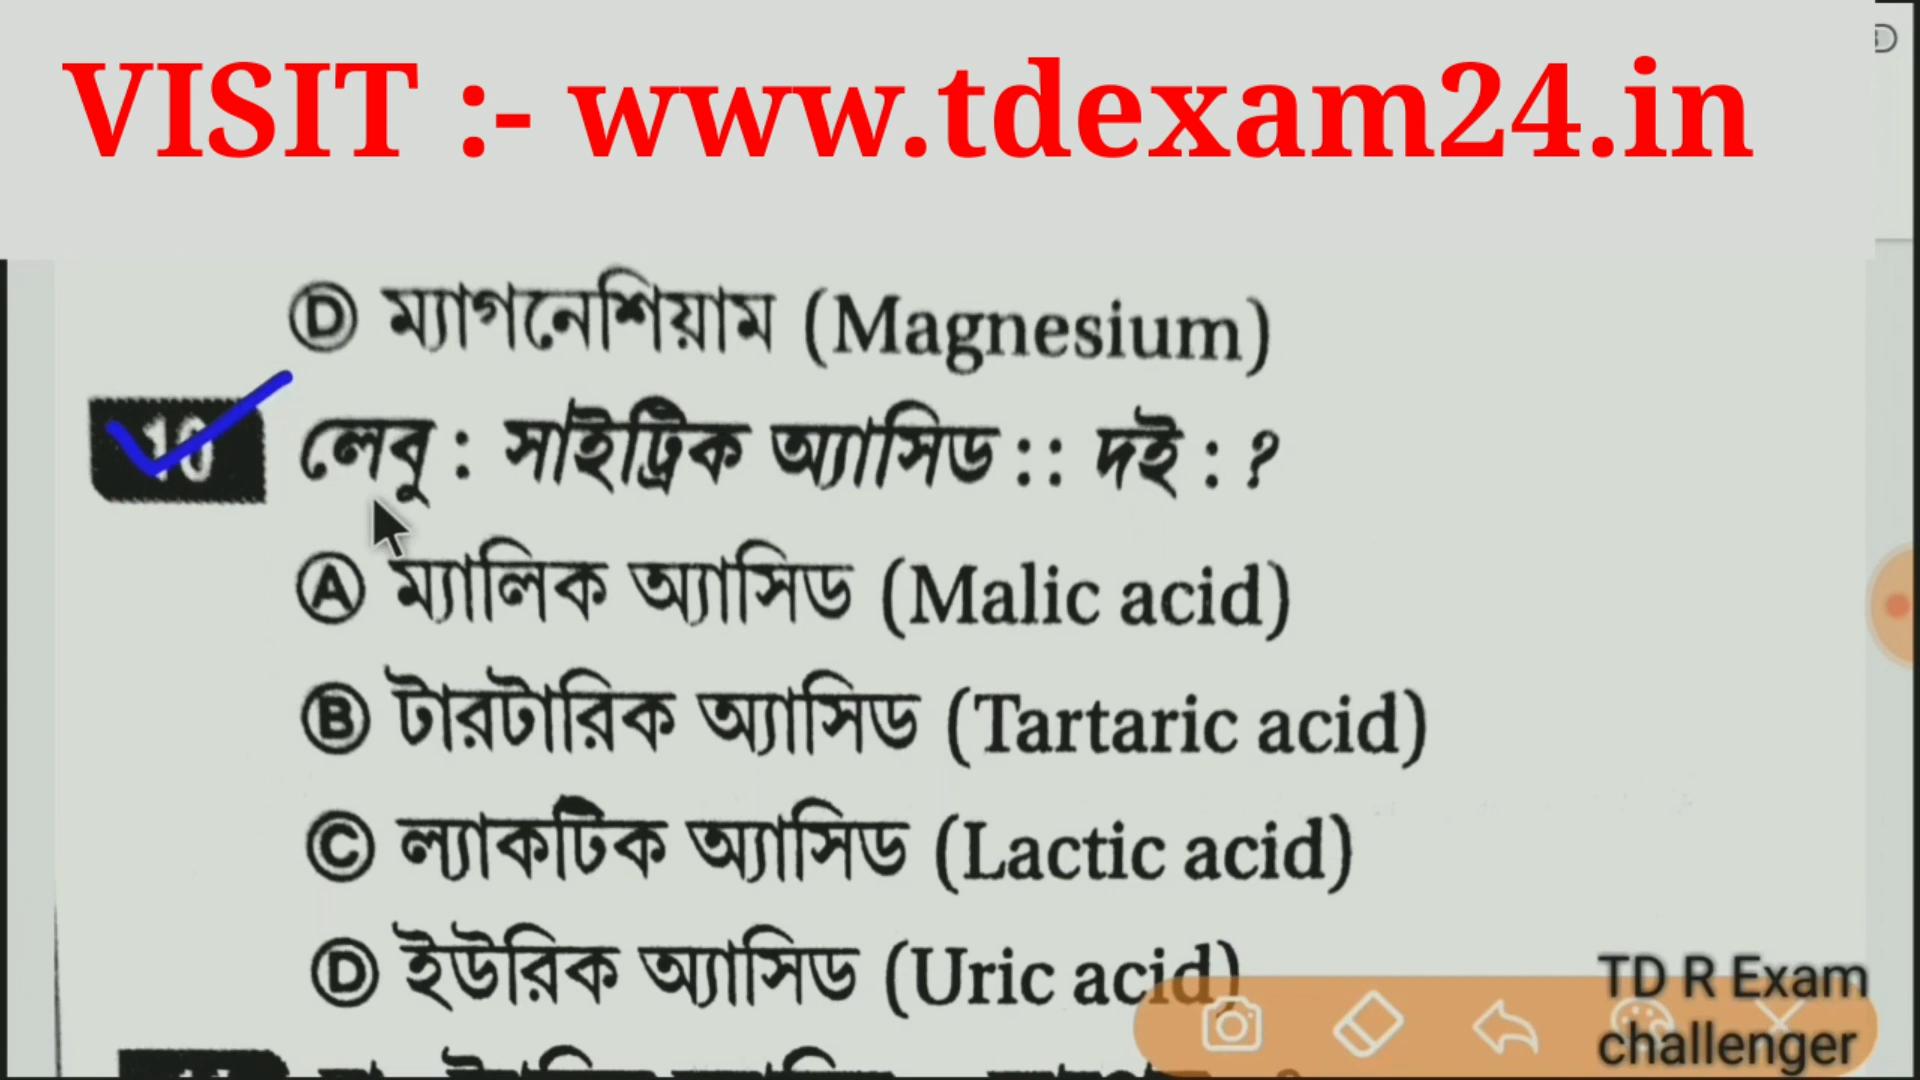 VISIT :- www.tdexam24.in
D ম্যাগনেশিয়াম (Magnesium)
10 লেবু : সাইট্রিক অ্যাসিড :: দই : ?
A ম্যালিক অ্যাসিড (Malic acid)
B টারটারিক অ্যাসিড (Tartaric acid)
C ল্যাকটিক অ্যাসিড (Lactic acid)
D ইউরিক অ্যাসিড (Uric acid)
TD R Exam
challenger